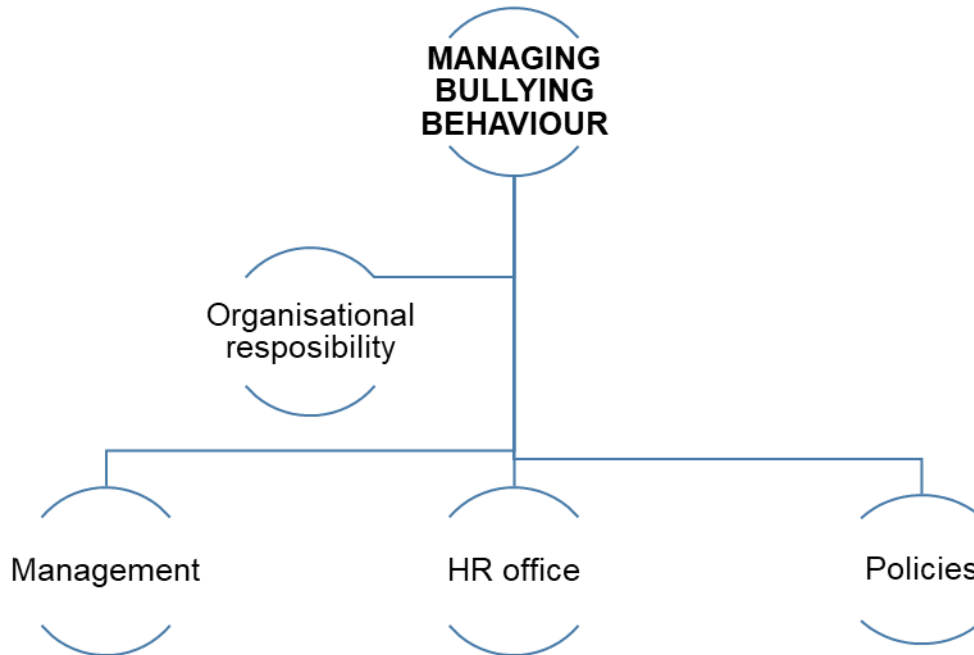 MANAGING
BULLYING
BEHAVIOUR
Organisational
resposibility
Management
HR office
Policies